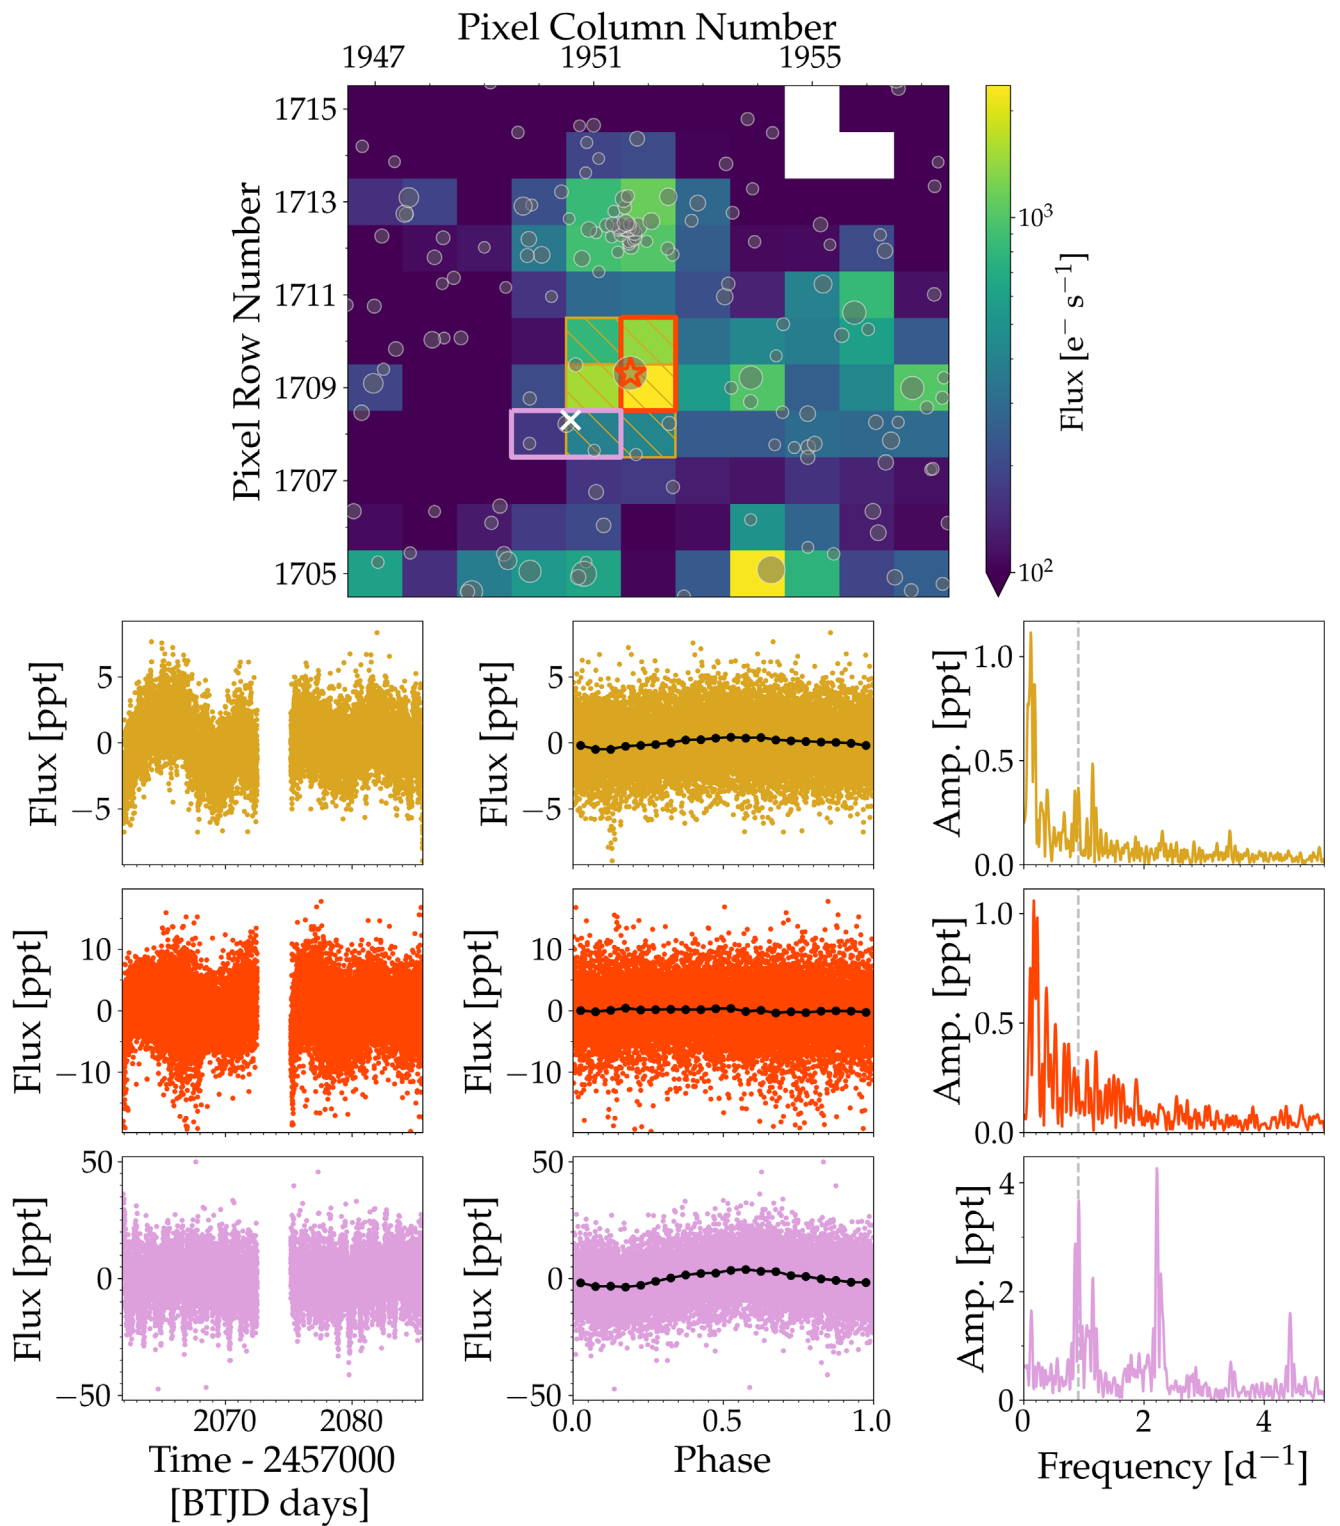 Pixel Column Number
1947 1951 1955
Pixel Row Number
1715
1713
1711
1709
1707
1705
10³
10²
Flux [e⁻ s⁻¹]
Flux [ppt]
5
0
−5
Flux [ppt]
5
0
−5
Amp. [ppt]
1.0
0.5
0.0
Flux [ppt]
10
0
−10
Flux [ppt]
10
0
−10
Amp. [ppt]
1.0
0.5
0.0
Flux [ppt]
50
0
−50
2070 2080
Time - 2457000
[BTJD days]
Flux [ppt]
50
0
−50
0.0 0.5 1.0
Phase
Amp. [ppt]
4
2
0
0 2 4
Frequency [d⁻¹]